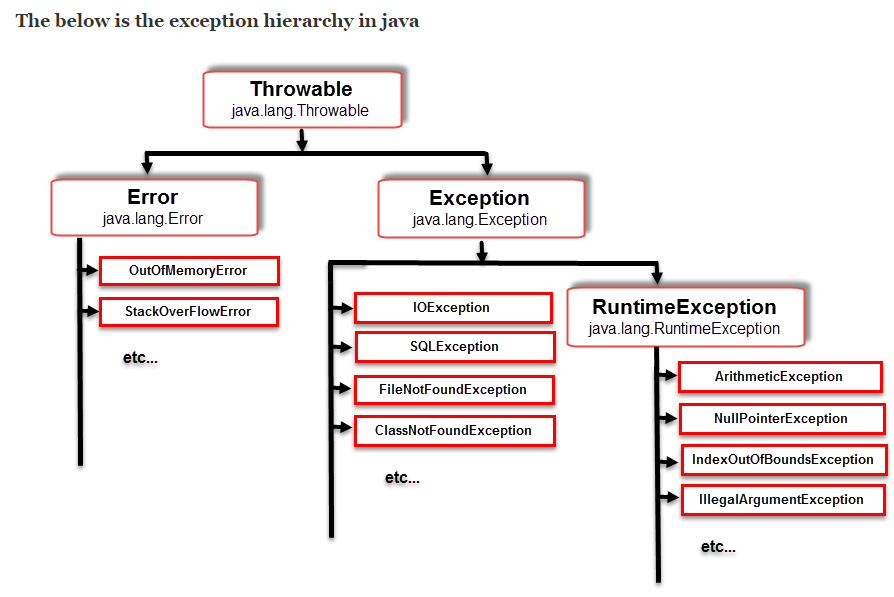 The below is the exception hierarchy in java
Throwable
java.lang.Throwable
Error
java.lang.Error
Exception
java.lang.Exception
OutOfMemoryError
StackOverFlowError
etc...
IOException
SQLException
FileNotFoundException
ClassNotFoundException
etc...
RuntimeException
java.lang.RuntimeException
ArithmeticException
NullPointerException
IndexOutOfBoundsException
IllegalArgumentException
etc...